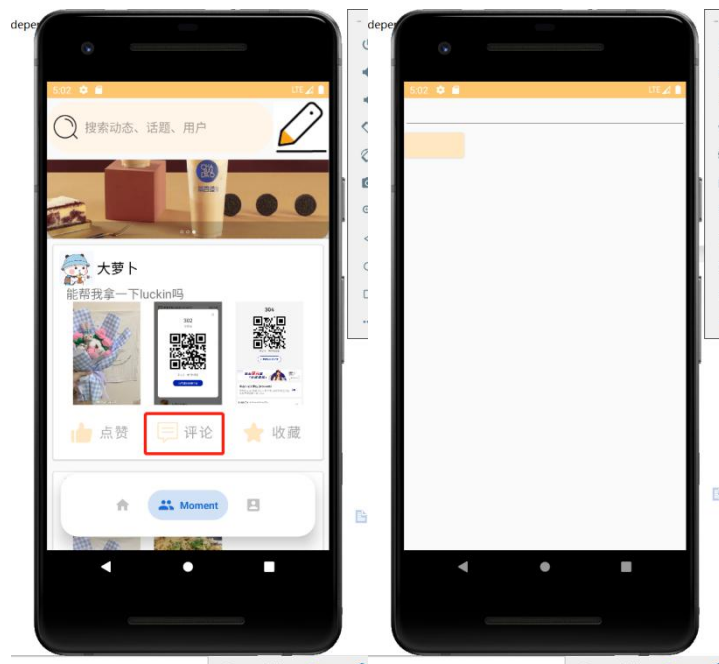 depe
5:02
LTE
搜索动态、话题、用户
大萝卜
能帮我拿一下luckin吗
302
304
点赞
评论
收藏
Moment
depe
5:02
LTE